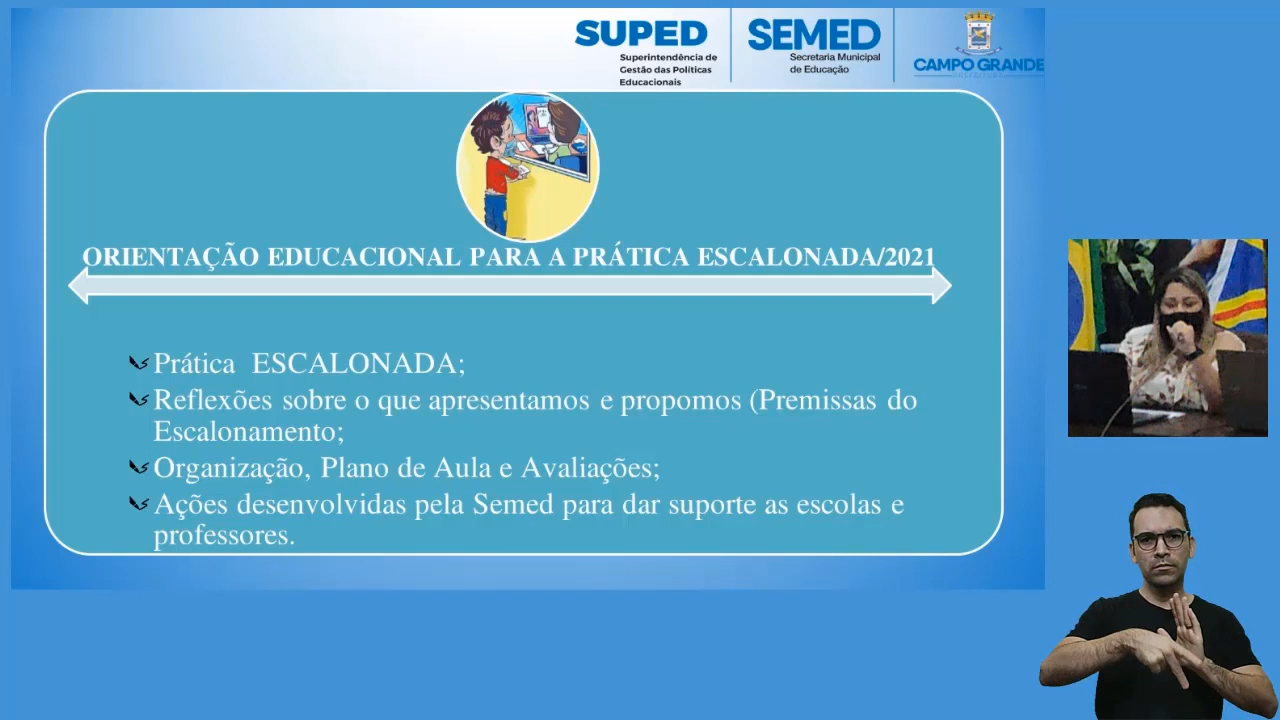 SUPED
Superintendência de
Gestão das Políticas
Educacionais
SEMED
Secretaria Municipal
de Educação
CAMPO GRANDE
PREFEITURA
ORIENTAÇÃO EDUCACIONAL PARA A PRÁTICA ESCALONADA/2021
Prática ESCALONADA;
Reflexões sobre o que apresentamos e propomos (Premissas do
Escalonamento;
Organização, Plano de Aula e Avaliações;
Ações desenvolvidas pela Semed para dar suporte as escolas e
professores.